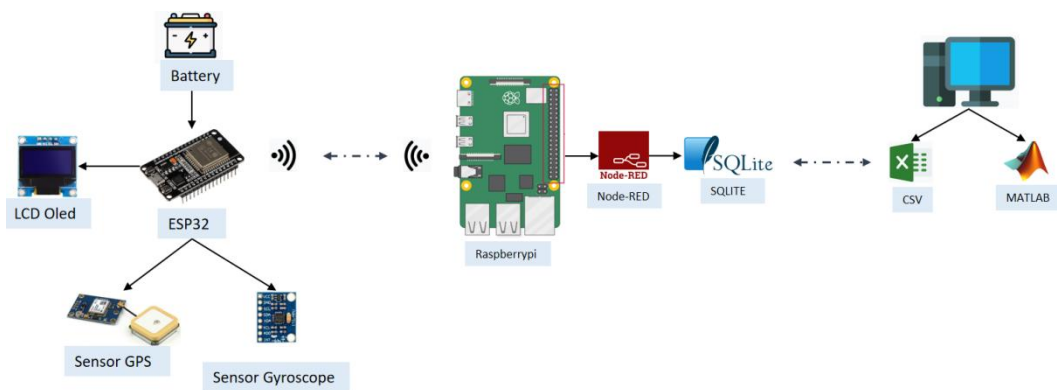 Battery
LCD Oled
ESP32
Sensor GPS
Sensor Gyroscope
Raspberrypi
Node-RED
Node-RED
SQLite
SQLITE
X
CSV
MATLAB